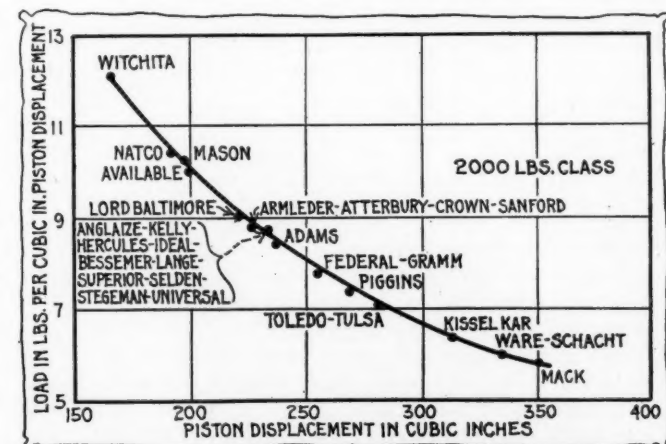 LOAD IN LBS. PER CUBIC IN. PISTON DISPLACEMENT
13
11
9
7
5
WITCHITA
NATCO
MASON
AVAILABLE
2000 LBS. CLASS
LORD BALTIMORE
ARMLEDER-ATTERBURY-CROWN-SANFORD
ANGLAIZE-KELLY-
HERCULES-IDEAL-
BESSEMER-LANGE-
SUPERIOR-SELDEN-
STEGEMAN-UNIVERSAL
ADAMS
FEDERAL-GRAMM
PIGGINS
TOLEDO-TULSA
KISSEL KAR
WARE-SCHACHT
MACK
150
200
250
300
350
400
PISTON DISPLACEMENT IN CUBIC INCHES